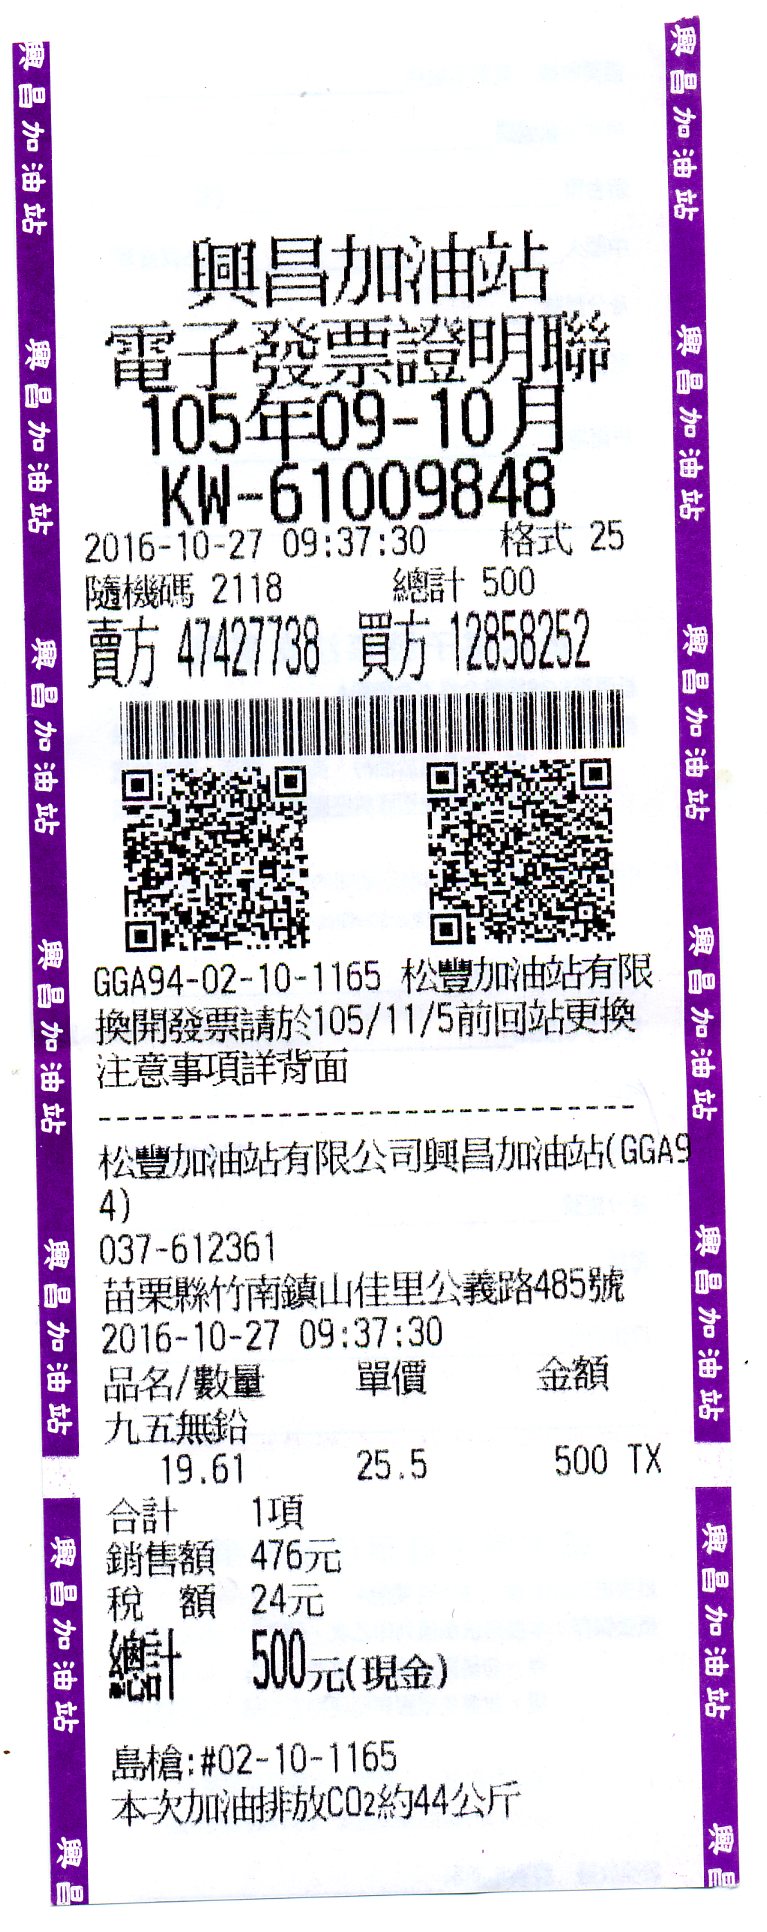 興昌加油站
電子發票證明聯
105年09-10月
KW-61009848
2016-10-27 09:37:30 格式 25
隨機碼 2118 總計 500
賣方 47427738 買方 12858252
GGA94-02-10-1165 松豐加油站有限
換開發票請於105/11/5前回站更換
注意事項詳背面
--------------------------------
松豐加油站有限公司興昌加油站(GGA9
4)
037-612361
苗栗縣竹南鎮山佳里公義路485號
2016-10-27 09:37:30
品名/數量 單價 金額
九五無鉛
19.61 25.5 500 TX
合計 1項
銷售額 476元
稅 額 24元
總計 500元(現金)
島槍:#02-10-1165
本次加油排放CO2約44公斤
興昌加油站 興昌加油站 興昌加油站 興昌加油站 興昌加油站 興昌加油站 興昌
興昌加油站 興昌加油站 興昌加油站 興昌加油站 興昌加油站 興昌加油站 興昌